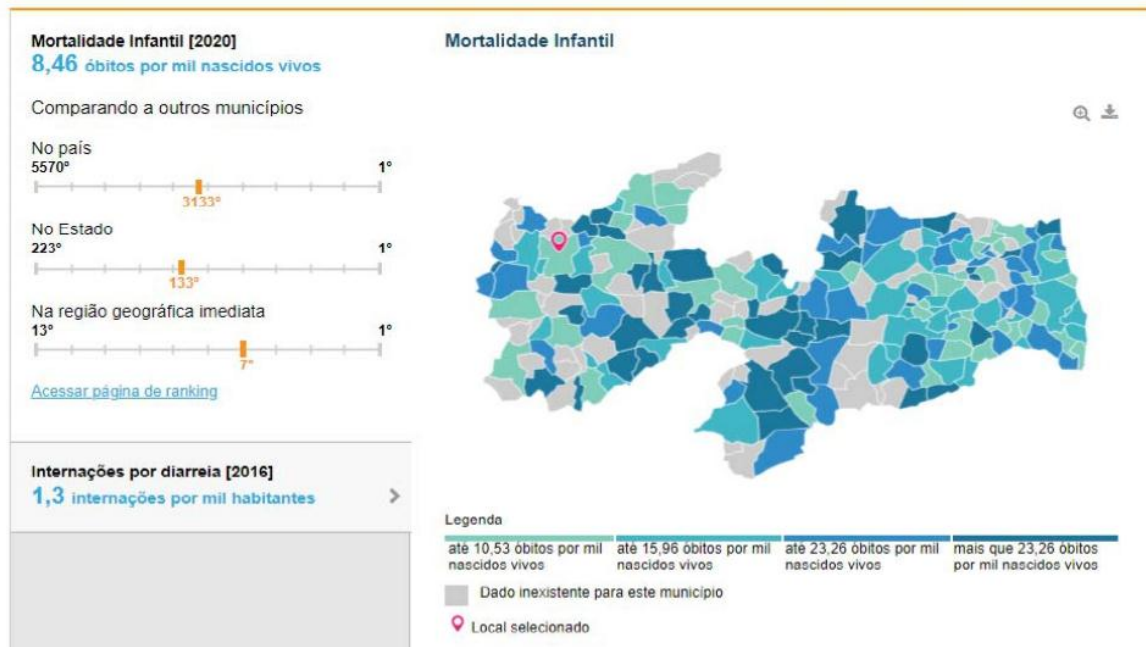 Mortalidade Infantil [2020]
8,46 óbitos por mil nascidos vivos
Comparando a outros municípios
No país
5570° 1°
3133°
No Estado
223° 1°
133°
Na região geográfica imediata
13° 1°
7°
Acessar página de ranking
Internações por diarreia [2016]
1,3 internações por mil habitantes
Mortalidade Infantil
Legenda
até 10,53 óbitos por mil
nascidos vivos
até 15,96 óbitos por mil
nascidos vivos
até 23,26 óbitos por mil
nascidos vivos
mais que 23,26 óbitos
por mil nascidos vivos
Dado inexistente para este município
Local selecionado